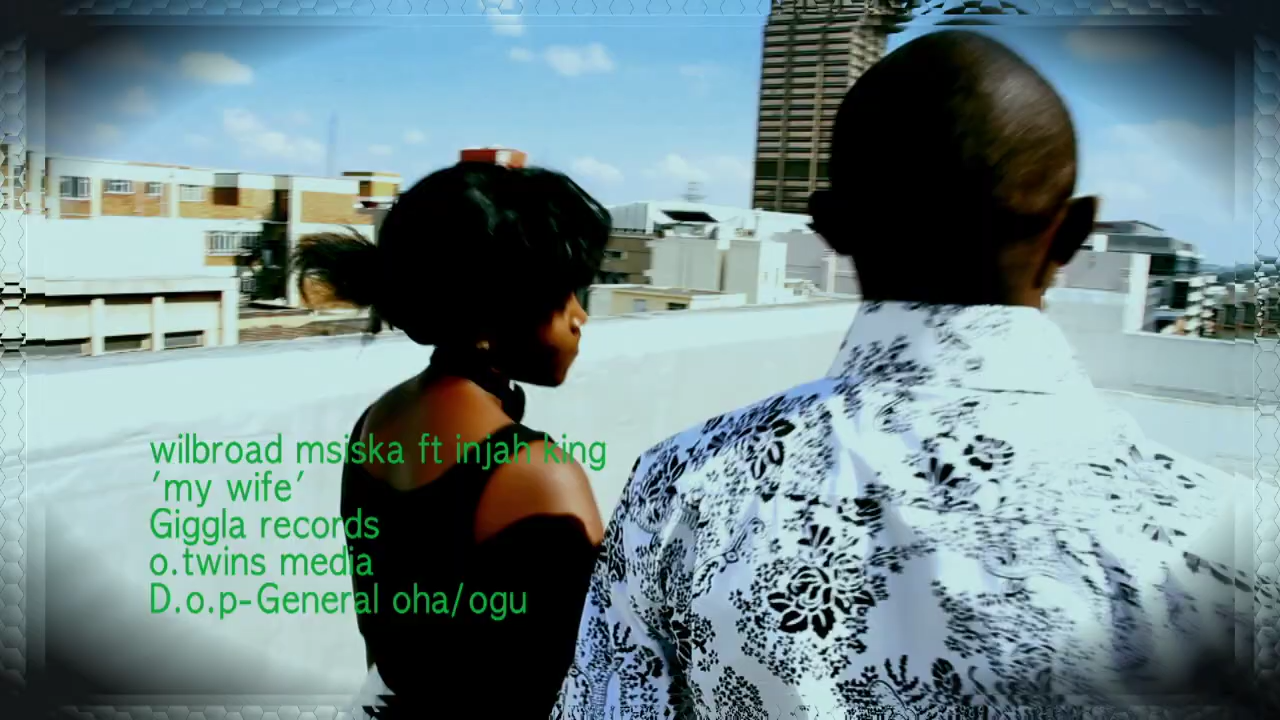 wilbroad msiska ft injah king
'my wife'
Giggla records
o.twins media
D.o.p-General oha/ogu